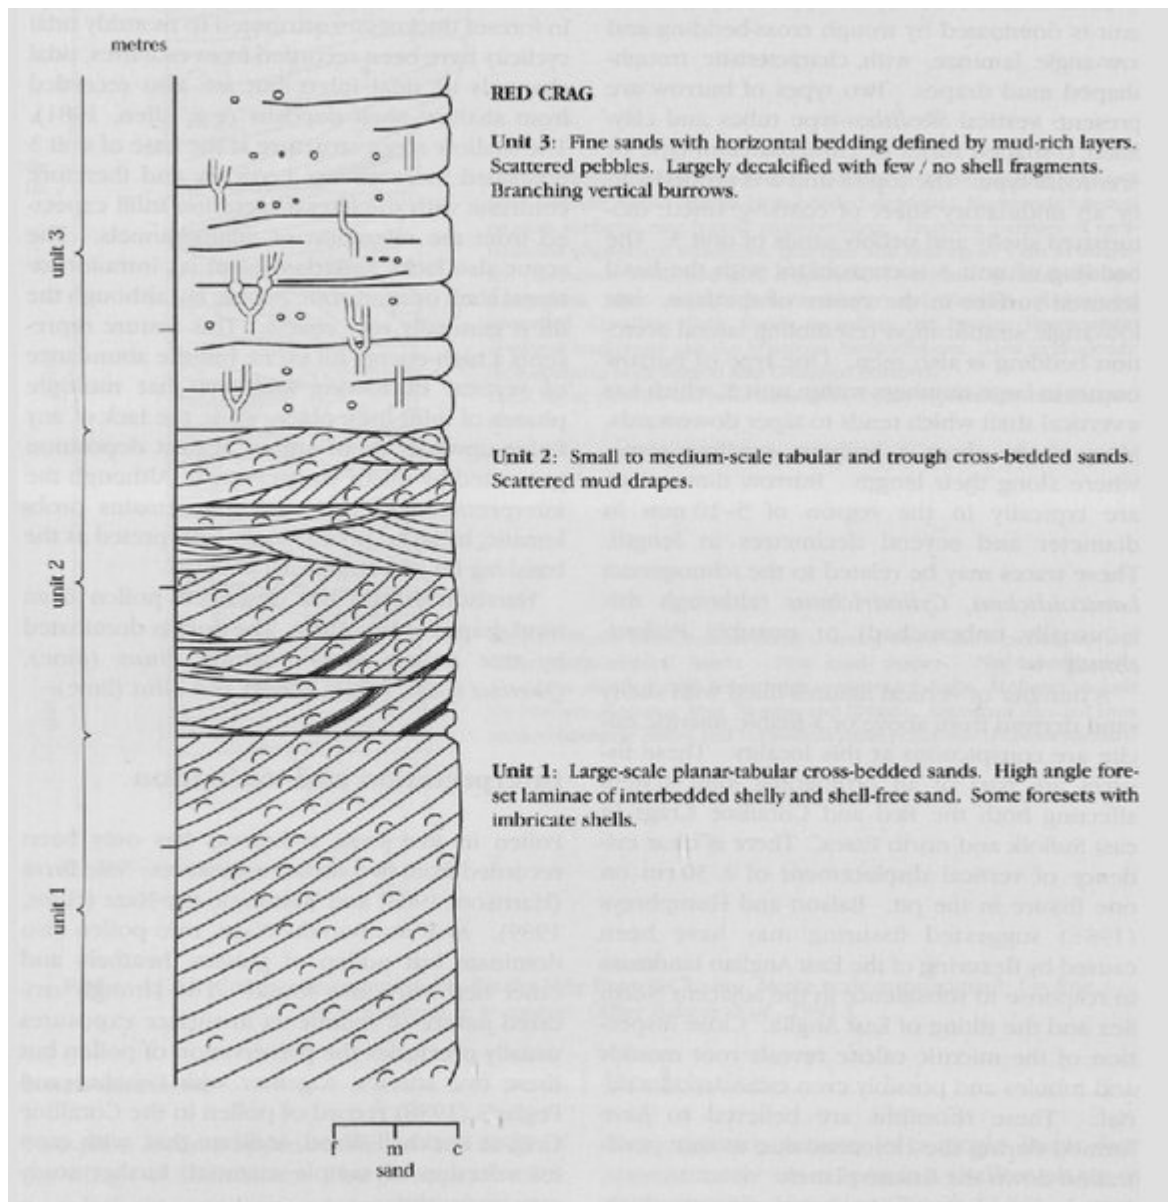 metres
RED CRAG
Unit 3: Fine sands with horizontal bedding defined by mud-rich layers.
Scattered pebbles. Largely decalcified with few / no shell fragments.
Branching vertical burrows.
unit 3
Unit 2: Small to medium-scale tabular and trough cross-bedded sands.
Scattered mud drapes.
unit 2
Unit 1: Large-scale planar-tabular cross-bedded sands. High angle fore-
set laminae of interbedded shelly and shell-free sand. Some foresets with
imbricate shells.
unit 1
f m c
sand